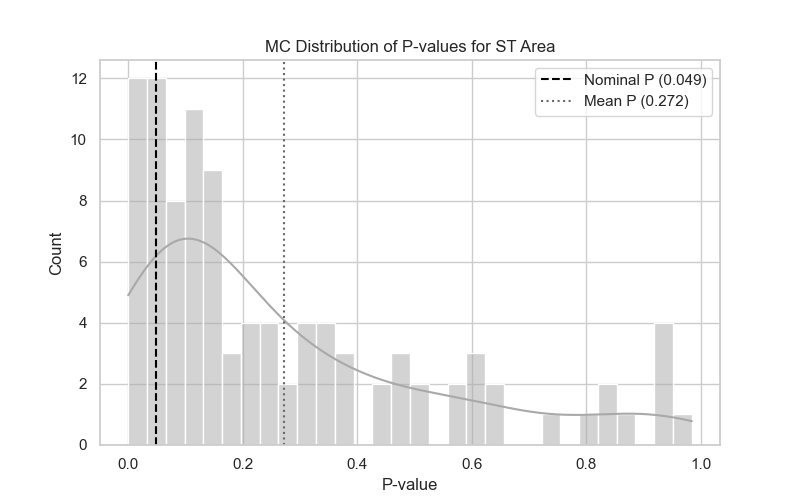 MC Distribution of P-values for ST Area
Nominal P (0.049)
Mean P (0.272)
Count
12
10
8
6
4
2
0
0.0 0.2 0.4 0.6 0.8 1.0
P-value